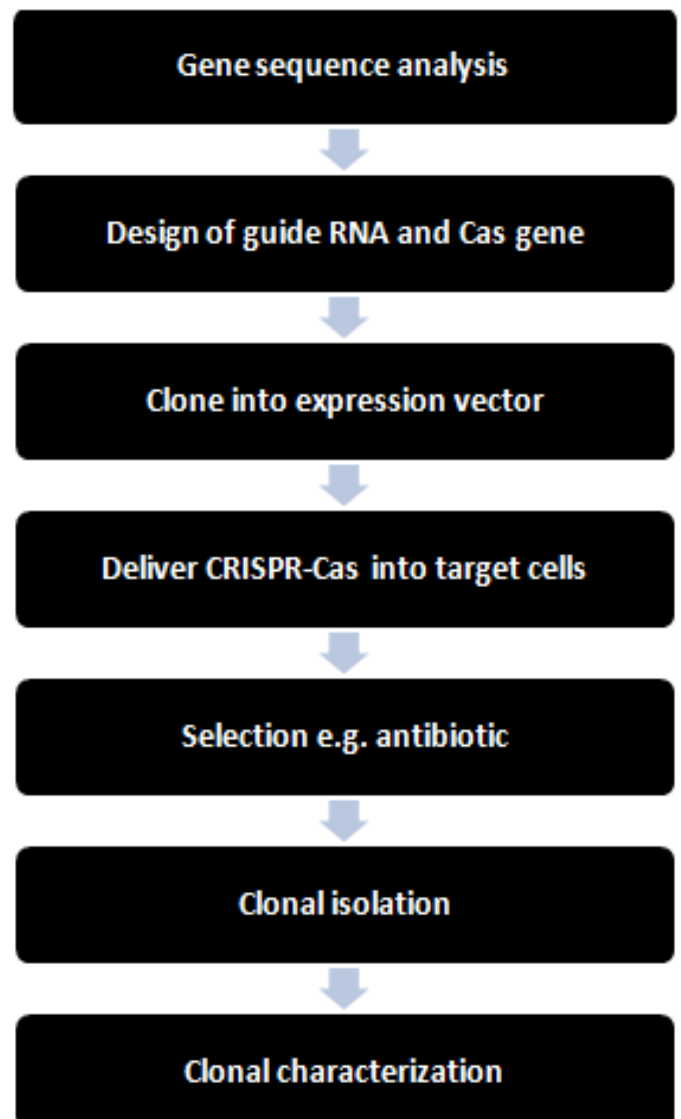 Gene sequence analysis
Design of guide RNA and Cas gene
Clone into expression vector
Deliver CRISPR-Cas into target cells
Selection e.g. antibiotic
Clonal isolation
Clonal characterization